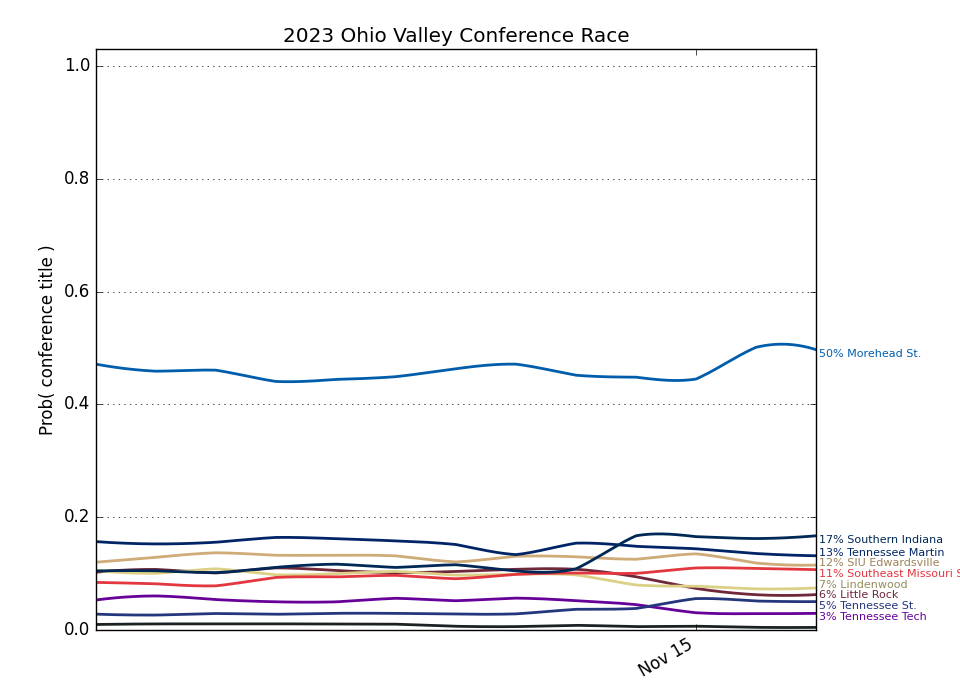 2023 Ohio Valley Conference Race
Prob( conference title )
1.0
0.8
0.6
0.4
0.2
0.0
Nov 15
50% Morehead St.
17% Southern Indiana
13% Tennessee Martin
12% SIU Edwardsville
11% Southeast Missouri S
7% Lindenwood
6% Little Rock
5% Tennessee St.
3% Tennessee Tech